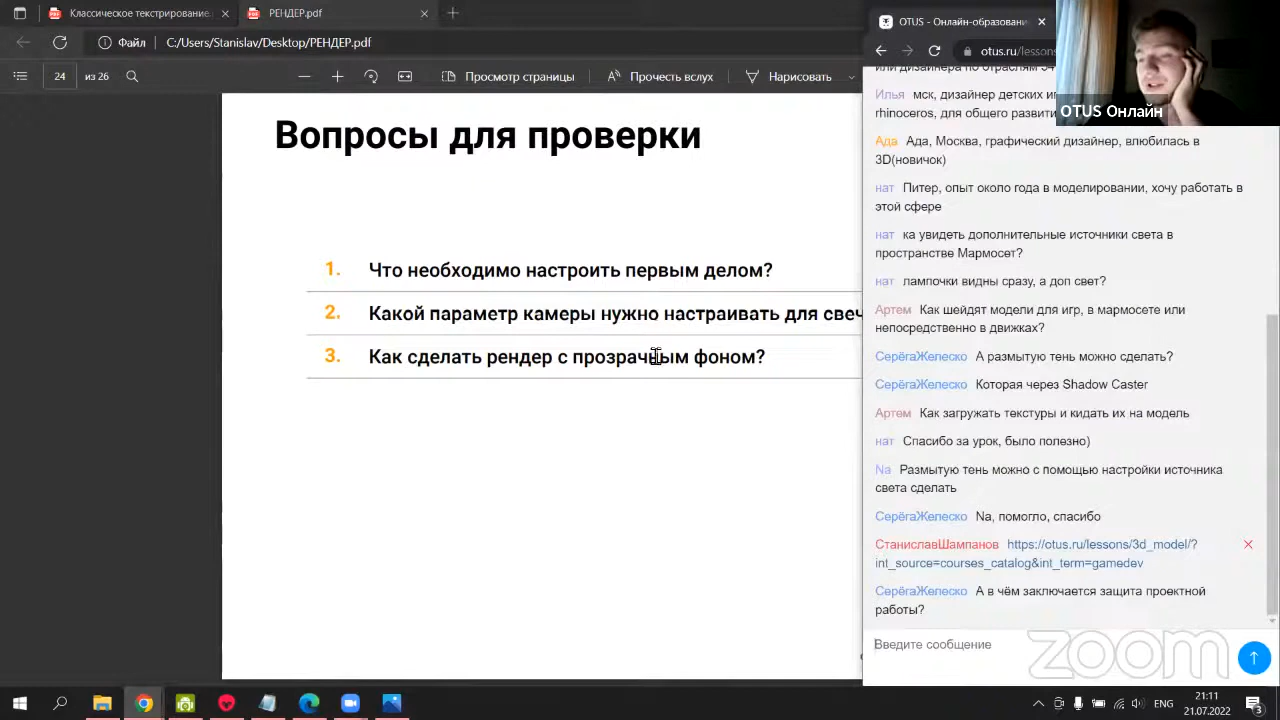 Классическое тестирование.
РЕНДЕР.pdf
OTUS - Онлайн-образован
Файл
C:/Users/Stanislav/Desktop/РЕНДЕР.pdf
otus.ru/lessons
24 из 26
Просмотр страницы
Прочесть вслух
Нарисовать
OTUS Онлайн
Вопросы для проверки
1. Что необходимо настроить первым делом?
2. Какой параметр камеры нужно настраивать для свеч
3. Как сделать рендер с прозрачным фоном?
или дизайнера по отраслям
Илья мск, дизайнер детских иг
rhinoceros, для общего развити
Ада Ада, Москва, графический дизайнер, влюбилась в
3D(новичок)
нат Питер, опыт около года в моделировании, хочу работать в
этой сфере
нат ка увидеть дополнительные источники света в
пространстве Мармосет?
нат лампочки видны сразу, а доп свет?
Артем Как шейдят модели для игр, в мармосете или
непосредственно в движках?
СерёгаЖелеско А размытую тень можно сделать?
СерёгаЖелеско Которая через Shadow Caster
Артем Как загружать текстуры и кидать их на модель
нат Спасибо за урок, было полезно)
Na Размытую тень можно с помощью настройки источника
света сделать
СерёгаЖелеско Na, помогло, спасибо
СтаниславШампанов https://otus.ru/lessons/3d_model/?
int_source=courses_catalog&int_term=gamedev
СерёгаЖелеско А в чём заключается защита проектной
работы?
Введите сообщение
zoom
ENG
21:11
21.07.2022
3